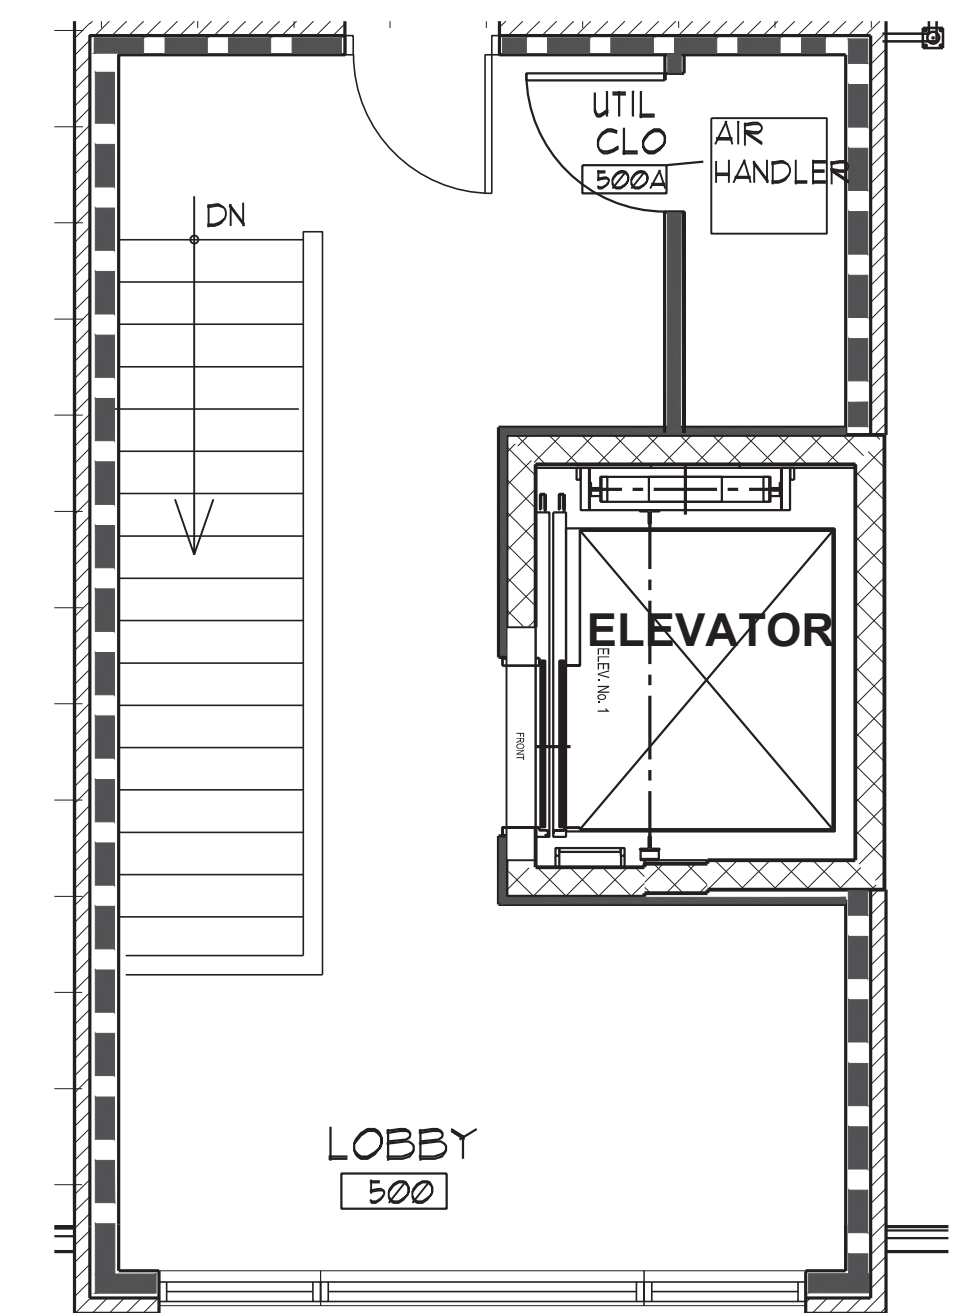 UTIL
CLO
500A
AIR
HANDLER
DN
ELEVATOR
ELEV. No. 1
FRONT
LOBBY
500